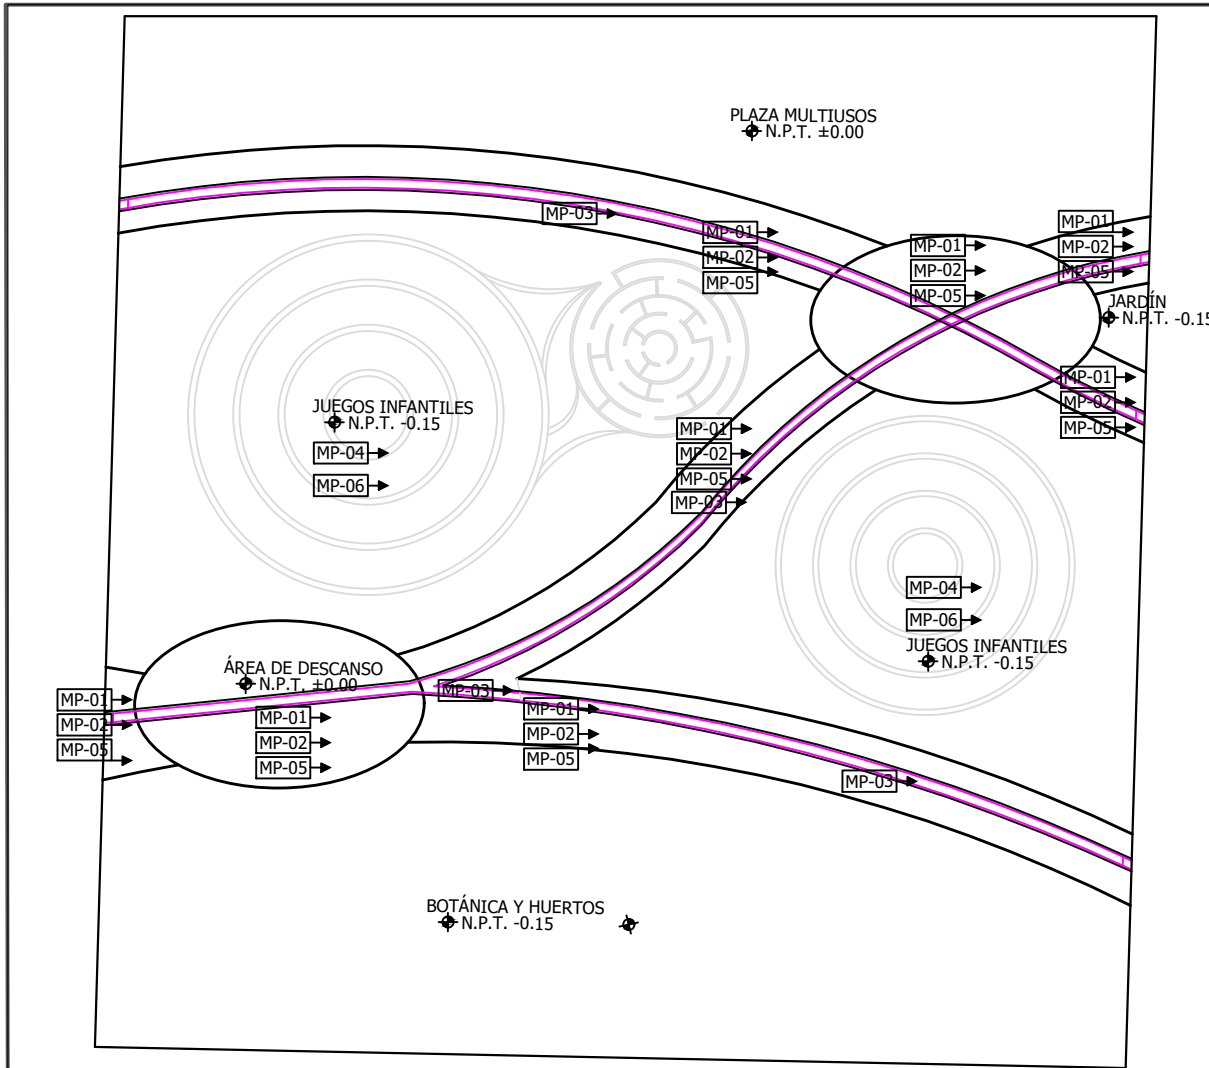 PLAZA MULTIUSOS
N.P.T. ±0.00
MP-03
MP-01
MP-02
MP-05
MP-01
MP-02
MP-05
MP-01
MP-02
MP-05
JARDÍN
N.P.T. -0.15
MP-01
MP-02
MP-05
JUEGOS INFANTILES
N.P.T. -0.15
MP-04
MP-06
MP-01
MP-02
MP-05
MP-03
MP-04
MP-06
JUEGOS INFANTILES
N.P.T. -0.15
ÁREA DE DESCANSO
N.P.T. ±0.00
MP-01
MP-02
MP-05
MP-01
MP-02
MP-05
MP-03
MP-01
MP-02
MP-05
MP-03
BOTÁNICA Y HUERTOS
N.P.T. -0.15